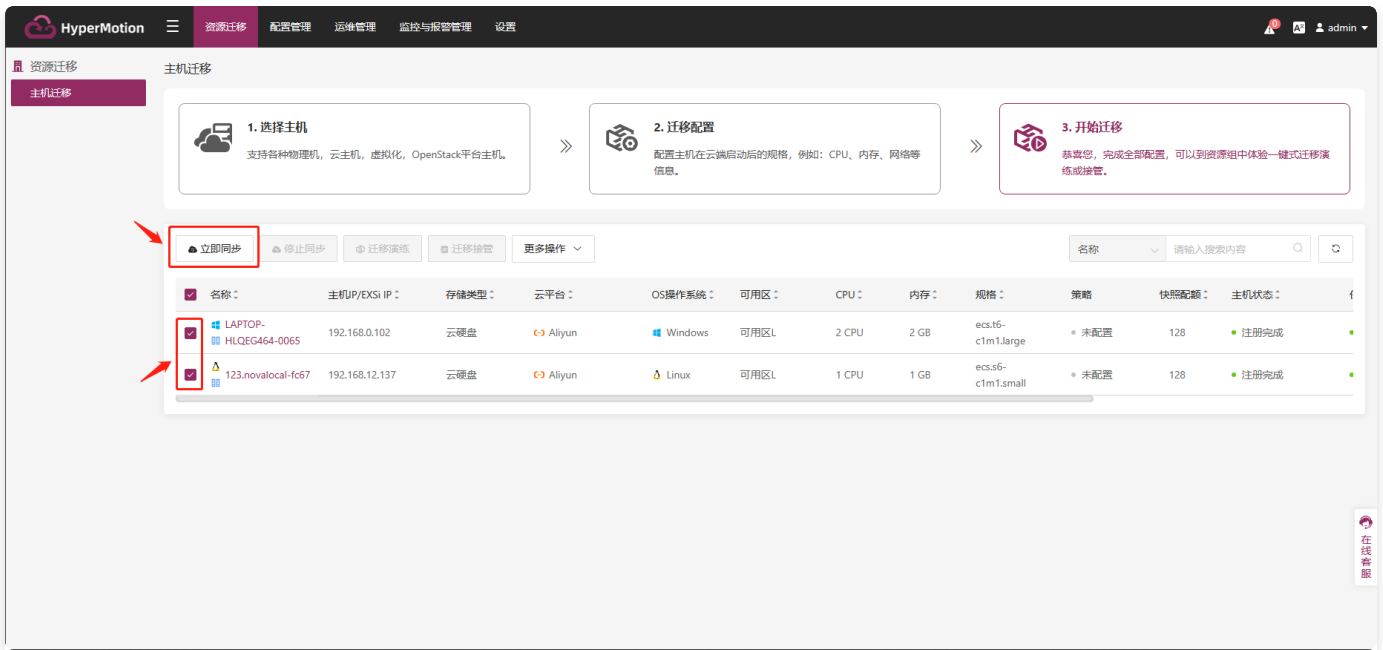 HyperMotion 资源迁移 配置管理 运维管理 监控与报警管理 设置 0 admin
资源迁移
主机迁移
主机迁移
1. 选择主机
支持各种物理机，云主机，虚拟化，OpenStack平台主机。
2. 迁移配置
配置主机在云端启动后的规格，例如：CPU、内存、网络等
信息。
3. 开始迁移
恭喜您，完成全部配置，可以到资源组中体验一键式迁移演
练或接管。
立即同步 停止同步 迁移演练 迁移接管 更多操作 名称 请输入搜索内容
名称 主机IP/EXSi IP 存储类型 云平台 OS操作系统 可用区 CPU 内存 规格 策略 快照配额 主机状态
LAPTOP-
HLQEG464-0065 192.168.0.102 云硬盘 Aliyun Windows 可用区L 2 CPU 2 GB ecs.t6-
c1m1.large 未配置 128 注册完成
123.novalocal-fc67 192.168.12.137 云硬盘 Aliyun Linux 可用区L 1 CPU 1 GB ecs.s6-
c1m1.small 未配置 128 注册完成
在线客服